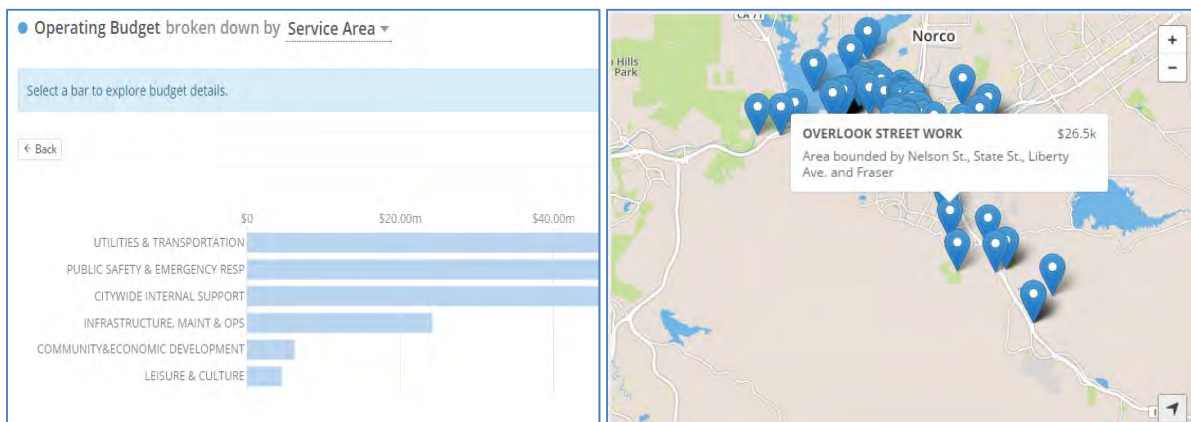 Operating Budget broken down by Service Area
Select a bar to explore budget details.
← Back
$0 $20.00m $40.00m
UTILITIES & TRANSPORTATION
PUBLIC SAFETY & EMERGENCY RESP
CITYWIDE INTERNAL SUPPORT
INFRASTRUCTURE, MAINT & OPS
COMMUNITY&ECONOMIC DEVELOPMENT
LEISURE & CULTURE
CA 71
Norco
+
Hills
Park
−
OVERLOOK STREET WORK $26.5k
Area bounded by Nelson St., State St., Liberty
Ave. and Fraser